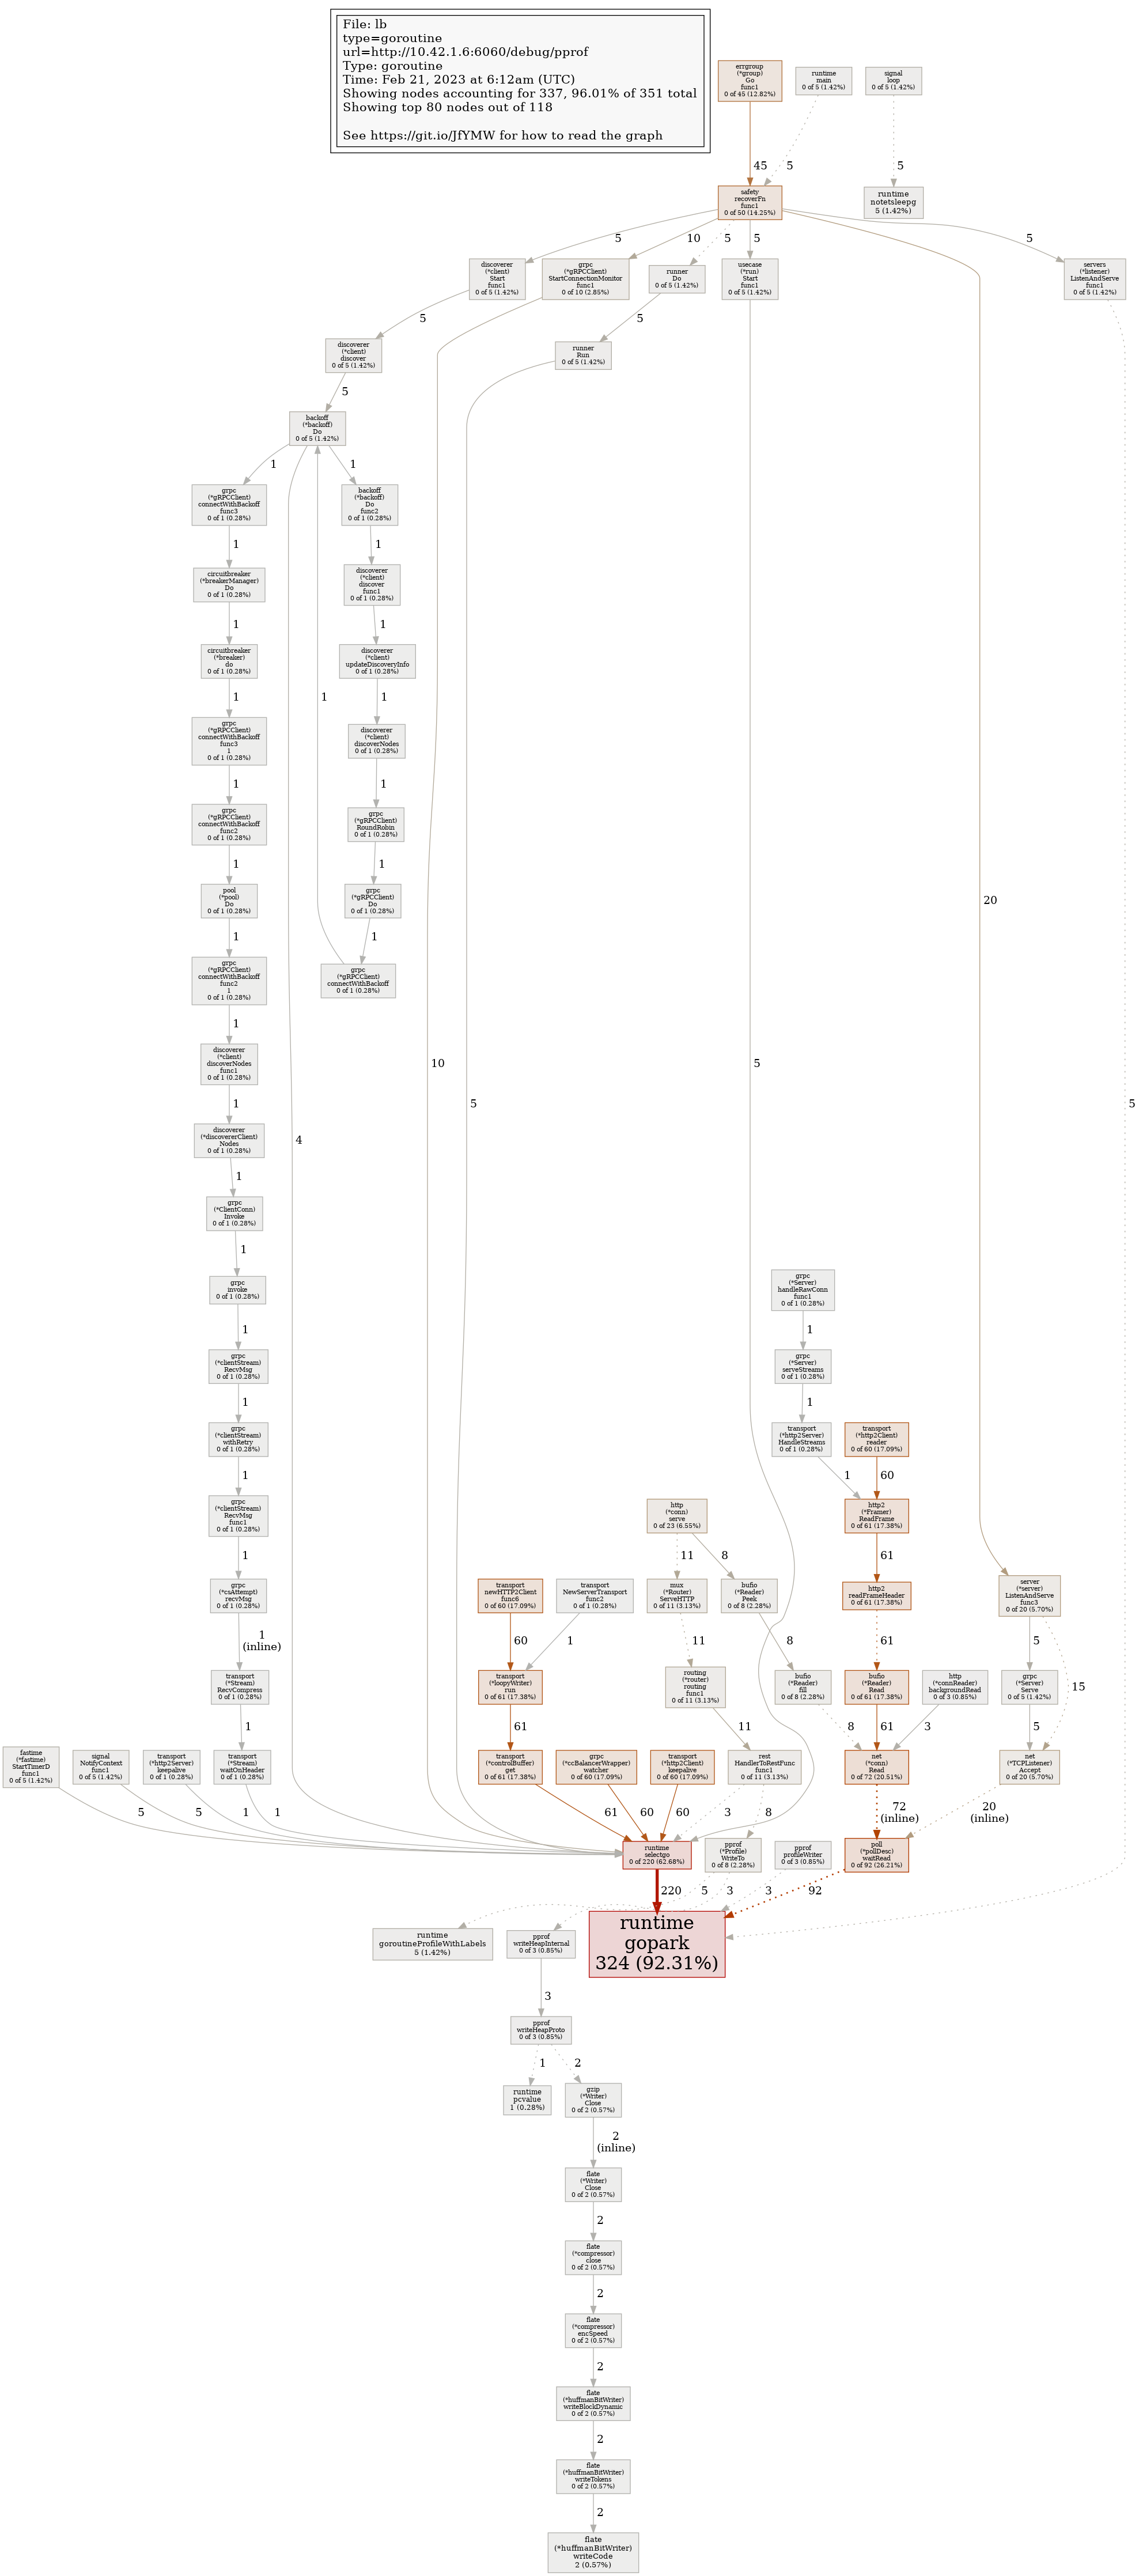 File: lb
type=goroutine
url=http://10.42.1.6:6060/debug/pprof
Type: goroutine
Time: Feb 21, 2023 at 6:12am (UTC)
Showing nodes accounting for 337, 96.01% of 351 total
Showing top 80 nodes out of 118
See https://git.io/JfYMW for how to read the graph
errgroup
(*group)
Go
func1
0 of 45 (12.82%)
runtime
main
0 of 5 (1.42%)
signal
loop
0 of 5 (1.42%)
45
5
5
safety
recoverFn
func1
0 of 50 (14.25%)
runtime
notetsleepg
5 (1.42%)
5
10
5
5
5
discoverer
(*client)
Start
func1
0 of 5 (1.42%)
grpc
(*gRPCClient)
StartConnectionMonitor
func1
0 of 10 (2.85%)
runner
Do
0 of 5 (1.42%)
usecase
(*run)
Start
func1
0 of 5 (1.42%)
servers
(*listener)
ListenAndServe
func1
0 of 5 (1.42%)
5
5
discoverer
(*client)
discover
0 of 5 (1.42%)
runner
Run
0 of 5 (1.42%)
5
backoff
(*backoff)
Do
0 of 5 (1.42%)
1
1
grpc
(*gRPCClient)
connectWithBackoff
func3
0 of 1 (0.28%)
backoff
(*backoff)
Do
func2
0 of 1 (0.28%)
1
1
circuitbreaker
(*breakerManager)
Do
0 of 1 (0.28%)
discoverer
(*client)
discover
func1
0 of 1 (0.28%)
1
1
circuitbreaker
(*breaker)
do
0 of 1 (0.28%)
discoverer
(*client)
updateDiscoveryInfo
0 of 1 (0.28%)
1
1
1
grpc
(*gRPCClient)
connectWithBackoff
func3
1
0 of 1 (0.28%)
discoverer
(*client)
discoverNodes
0 of 1 (0.28%)
1
1
grpc
(*gRPCClient)
connectWithBackoff
func2
0 of 1 (0.28%)
grpc
(*gRPCClient)
RoundRobin
0 of 1 (0.28%)
1
1
pool
(*pool)
Do
0 of 1 (0.28%)
grpc
(*gRPCClient)
Do
0 of 1 (0.28%)
20
1
1
grpc
(*gRPCClient)
connectWithBackoff
func2
1
0 of 1 (0.28%)
grpc
(*gRPCClient)
connectWithBackoff
0 of 1 (0.28%)
1
discoverer
(*client)
discoverNodes
func1
0 of 1 (0.28%)
10
5
1
5
5
discoverer
(*discovererClient)
Nodes
0 of 1 (0.28%)
4
1
grpc
(*ClientConn)
Invoke
0 of 1 (0.28%)
1
grpc
invoke
0 of 1 (0.28%)
grpc
(*Server)
handleRawConn
func1
0 of 1 (0.28%)
1
1
grpc
(*clientStream)
RecvMsg
0 of 1 (0.28%)
grpc
(*Server)
serveStreams
0 of 1 (0.28%)
1
1
grpc
(*clientStream)
withRetry
0 of 1 (0.28%)
transport
(*http2Server)
HandleStreams
0 of 1 (0.28%)
transport
(*http2Client)
reader
0 of 60 (17.09%)
1
1
60
grpc
(*clientStream)
RecvMsg
func1
0 of 1 (0.28%)
http
(*conn)
serve
0 of 23 (6.55%)
http2
(*Framer)
ReadFrame
0 of 61 (17.38%)
1
11
8
61
grpc
(*csAttempt)
recvMsg
0 of 1 (0.28%)
transport
newHTTP2Client
func6
0 of 60 (17.09%)
transport
NewServerTransport
func2
0 of 1 (0.28%)
mux
(*Router)
ServeHTTP
0 of 11 (3.13%)
bufio
(*Reader)
Peek
0 of 8 (2.28%)
http2
readFrameHeader
0 of 61 (17.38%)
server
(*server)
ListenAndServe
func3
0 of 20 (5.70%)
1
(inline)
60
1
11
8
61
5
15
transport
(*Stream)
RecvCompress
0 of 1 (0.28%)
transport
(*loopyWriter)
run
0 of 61 (17.38%)
routing
(*router)
routing
func1
0 of 11 (3.13%)
bufio
(*Reader)
fill
0 of 8 (2.28%)
bufio
(*Reader)
Read
0 of 61 (17.38%)
http
(*connReader)
backgroundRead
0 of 3 (0.85%)
grpc
(*Server)
Serve
0 of 5 (1.42%)
1
61
11
8
61
3
5
fastime
(*fastime)
StartTimerD
func1
0 of 5 (1.42%)
signal
NotifyContext
func1
0 of 5 (1.42%)
transport
(*http2Server)
keepalive
0 of 1 (0.28%)
transport
(*Stream)
waitOnHeader
0 of 1 (0.28%)
transport
(*controlBuffer)
get
0 of 61 (17.38%)
grpc
(*ccBalancerWrapper)
watcher
0 of 60 (17.09%)
transport
(*http2Client)
keepalive
0 of 60 (17.09%)
rest
HandlerToRestFunc
func1
0 of 11 (3.13%)
net
(*conn)
Read
0 of 72 (20.51%)
net
(*TCPListener)
Accept
0 of 20 (5.70%)
5
5
1
1
61
60
60
3
8
72
(inline)
20
(inline)
runtime
selectgo
0 of 220 (62.68%)
pprof
(*Profile)
WriteTo
0 of 8 (2.28%)
pprof
profileWriter
0 of 3 (0.85%)
poll
(*pollDesc)
waitRead
0 of 92 (26.21%)
220
5
3
3
92
runtime
goroutineProfileWithLabels
5 (1.42%)
pprof
writeHeapInternal
0 of 3 (0.85%)
runtime
gopark
324 (92.31%)
3
pprof
writeHeapProto
0 of 3 (0.85%)
1
2
runtime
pcvalue
1 (0.28%)
gzip
(*Writer)
Close
0 of 2 (0.57%)
2
(inline)
flate
(*Writer)
Close
0 of 2 (0.57%)
2
flate
(*compressor)
close
0 of 2 (0.57%)
2
flate
(*compressor)
encSpeed
0 of 2 (0.57%)
2
flate
(*huffmanBitWriter)
writeBlockDynamic
0 of 2 (0.57%)
2
flate
(*huffmanBitWriter)
writeTokens
0 of 2 (0.57%)
2
flate
(*huffmanBitWriter)
writeCode
2 (0.57%)